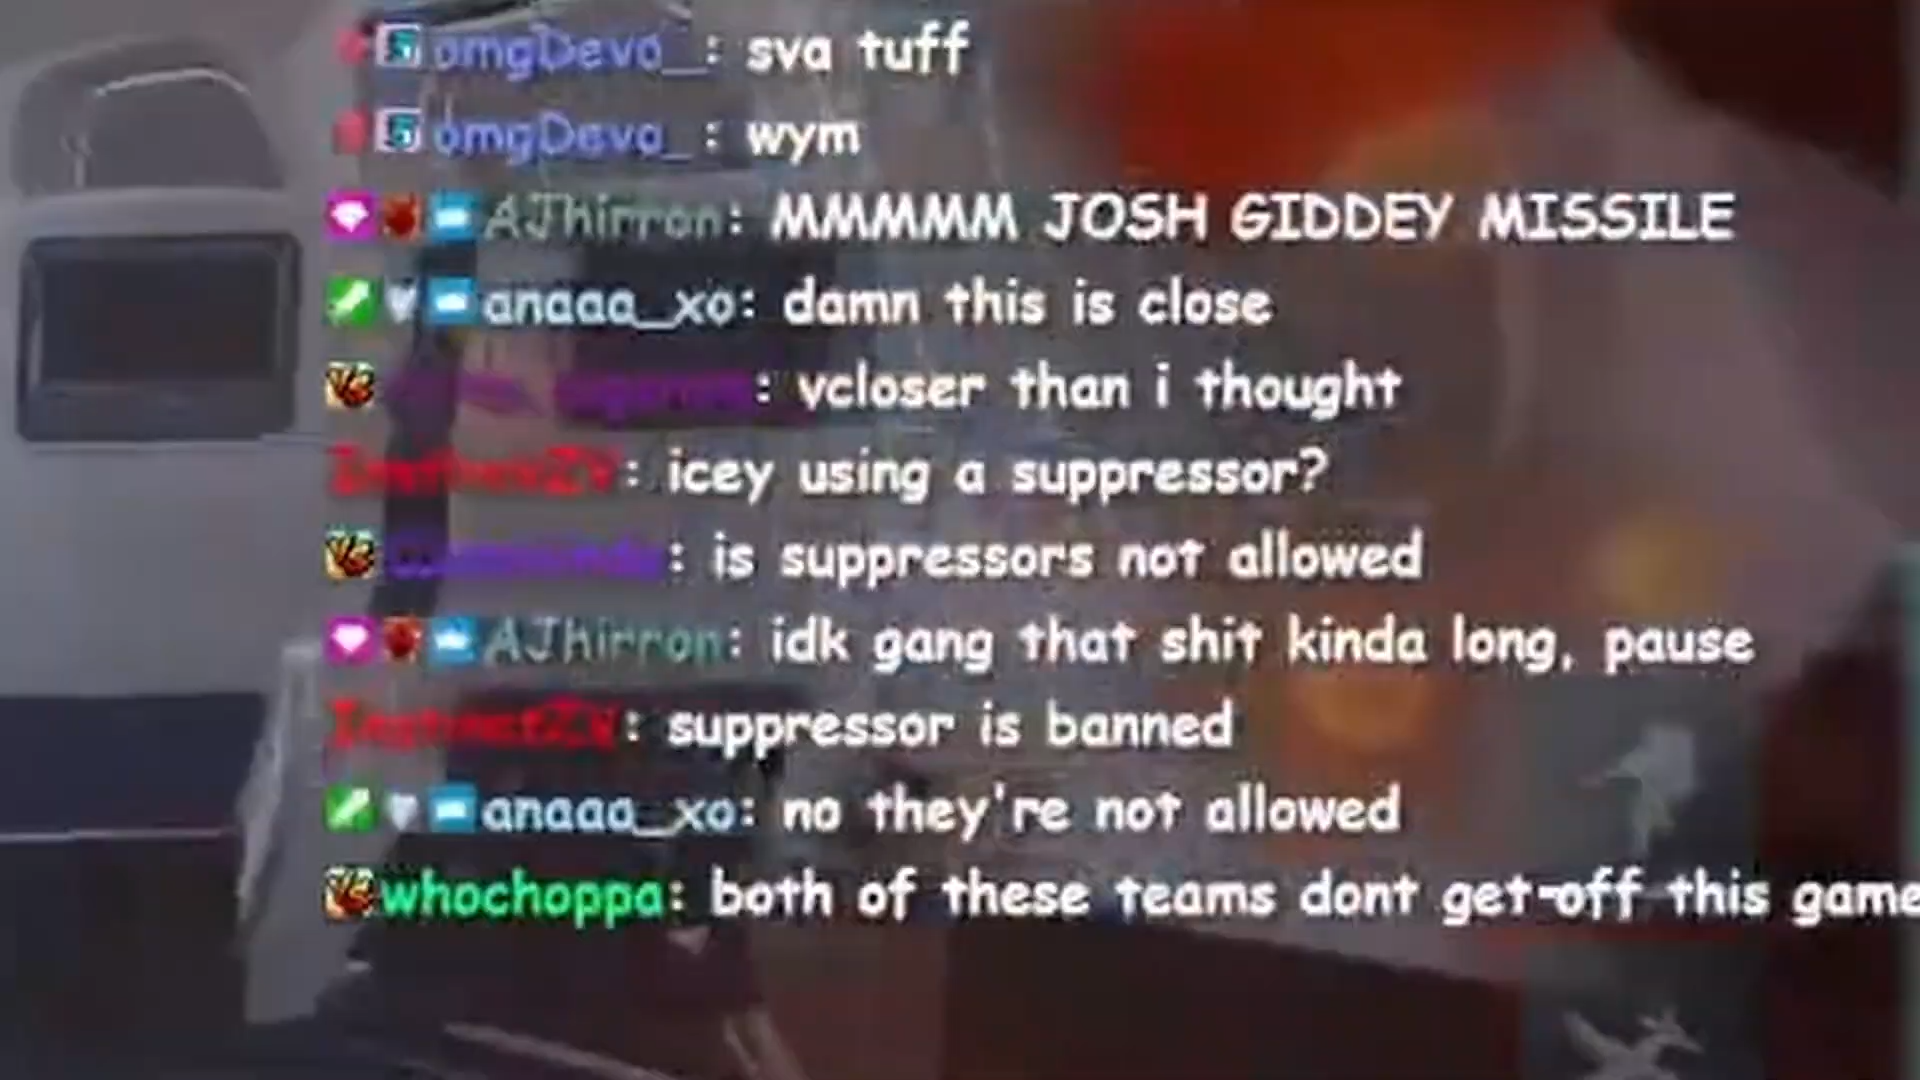 omgDevo_: sva tuff
omgDevo_: wym
AJhirron: MMMMM JOSH GIDDEY MISSILE
anaaa_xo: damn this is close
: vcloser than i thought
: icey using a suppressor?
: is suppressors not allowed
AJhirron: idk gang that shit kinda long, pause
InstinctZV: suppressor is banned
anaaa_xo: no they're not allowed
whochoppa: both of these teams dont get-off this game